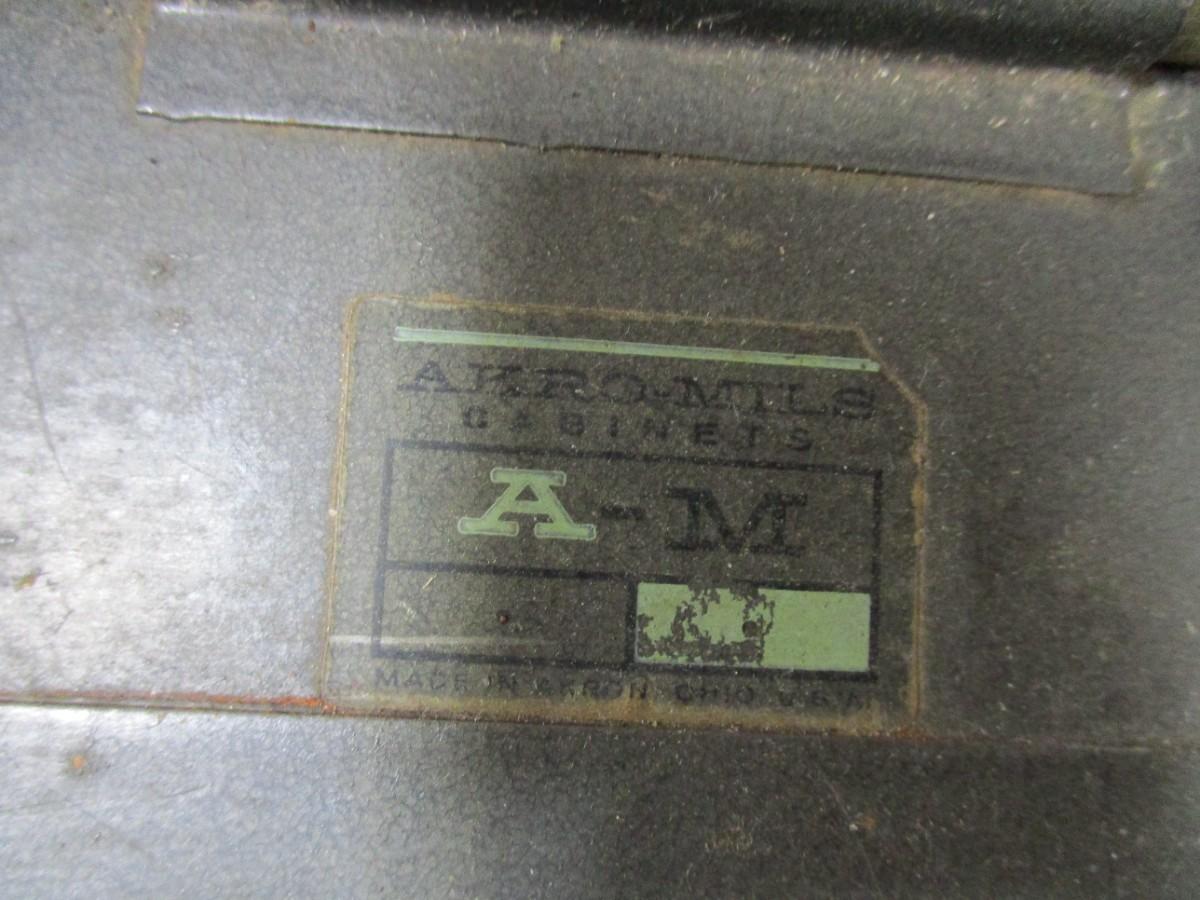 AKRO-MILS
CABINETS
A-M
MADE IN AKRON, OHIO U.S.A.